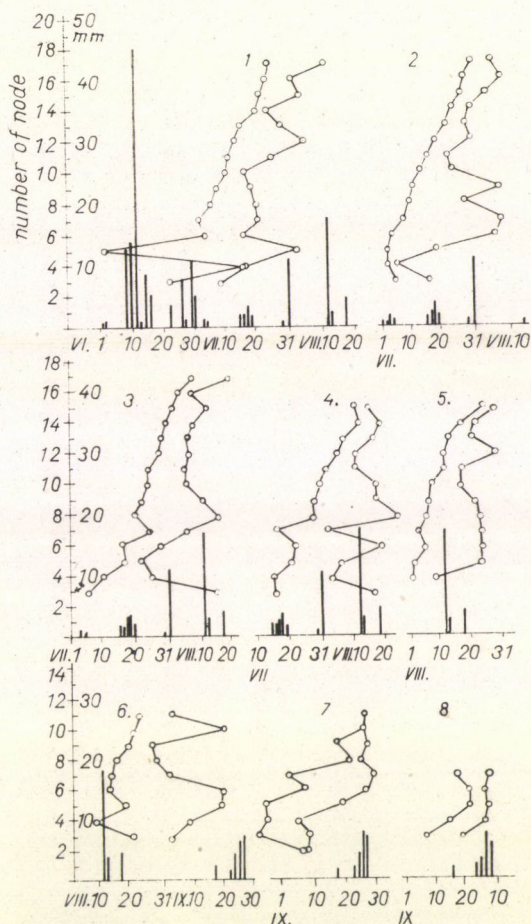 20 50
18 mm
16 40
14
12 30
10
8 20
6
4 10
2
number of node
1
2
VI. 1 10 20 30 VII. 10 20 31 VIII. 10 20
1 10 20 31 VIII. 10
VII.
16 40
14
12 30
10
8 20
6
4 10
2
3
4.
5.
VII. 1 10 20 31 VIII. 10 20
10 20 31 VIII. 10 20
VII
1 10 20 31
VIII.
12 30
10
8 20
6
4 10
2
6.
7
8
VIII. 10 20 31 IX. 10 20 30
1 10 20 30
IX.
1 10 20 30
IX